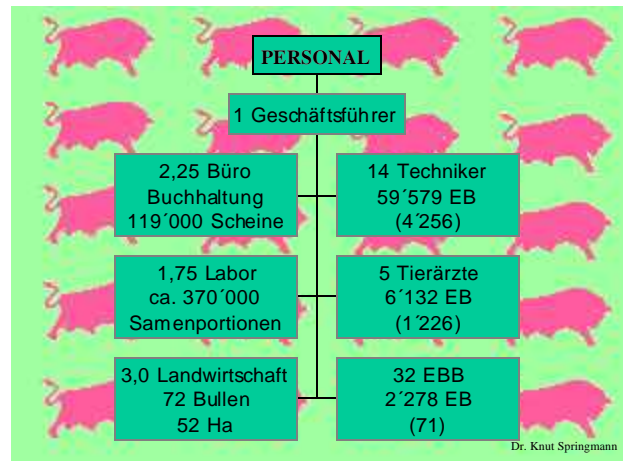 PERSONAL
1 Geschäftsführer
2,25 Büro
Buchhaltung
119´000 Scheine
14 Techniker
59´579 EB
(4´256)
1,75 Labor
ca. 370´000
Samenportionen
5 Tierärzte
6´132 EB
(1´226)
3,0 Landwirtschaft
72 Bullen
52 Ha
32 EBB
2´278 EB
(71)
Dr. Knut Springmann